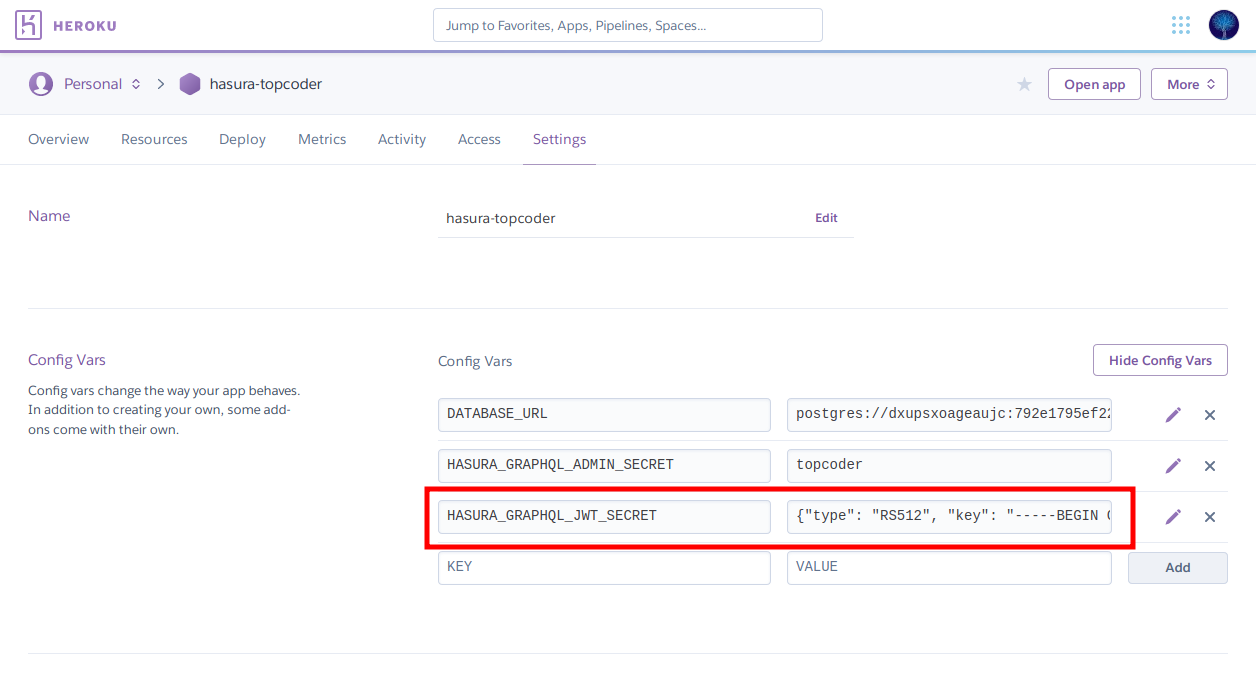 HEROKU
Jump to Favorites, Apps, Pipelines, Spaces...
Personal hasura-topcoder
Open app
More
Overview Resources Deploy Metrics Activity Access Settings
Name
hasura-topcoder
Edit
Config Vars
Config vars change the way your app behaves.
In addition to creating your own, some add-
ons come with their own.
Config Vars
Hide Config Vars
DATABASE_URL postgres://dxupsxoageaujc:792e1795ef22
HASURA_GRAPHQL_ADMIN_SECRET topcoder
HASURA_GRAPHQL_JWT_SECRET {"type": "RS512", "key": "-----BEGIN
KEY VALUE Add